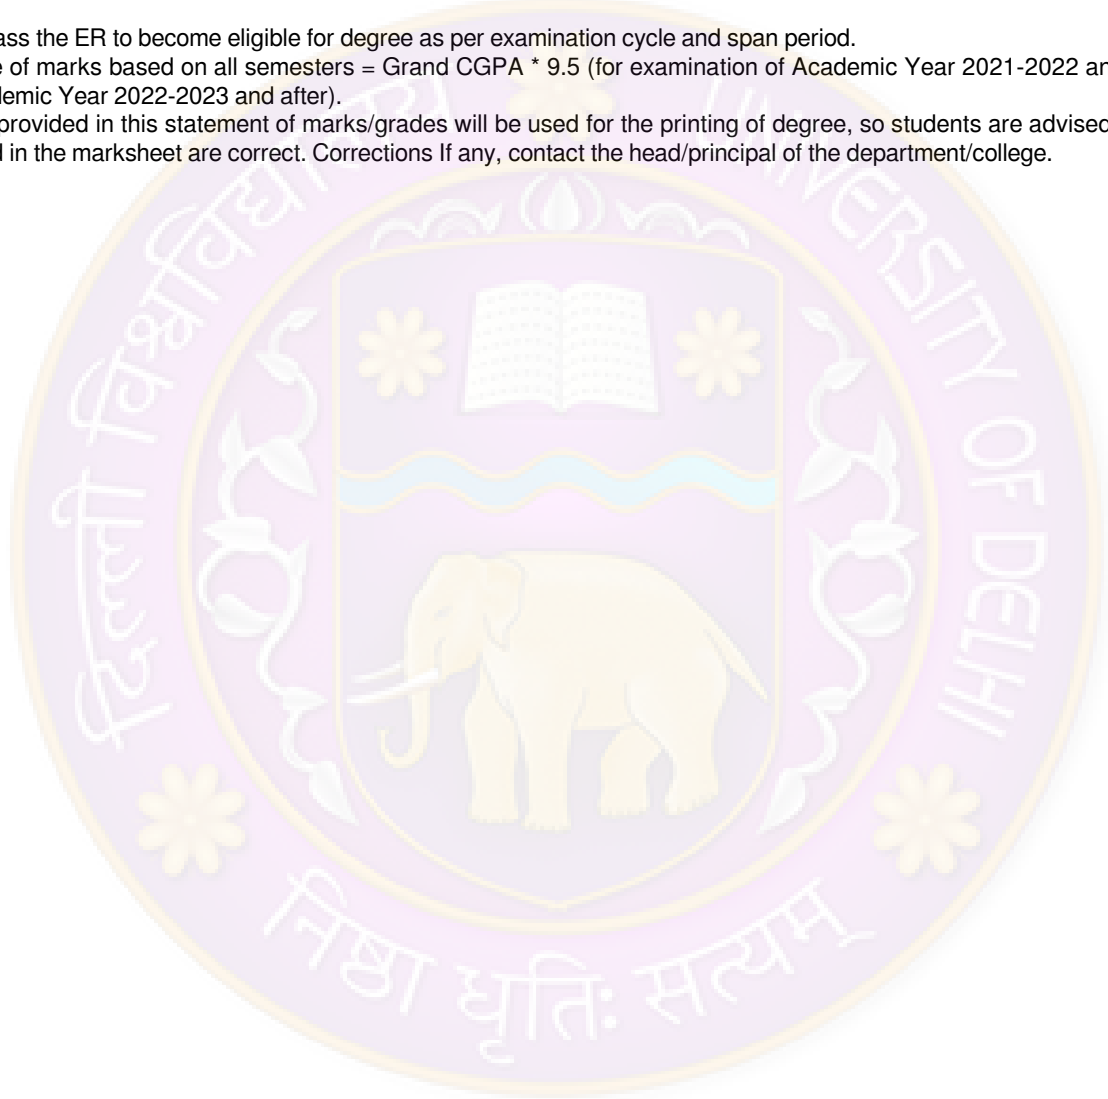 ass the ER to become eligible for degree as per examination cycle and span period.
e of marks based on all semesters = Grand CGPA * 9.5 (for examination of Academic Year 2021-2022 an
demic Year 2022-2023 and after).
provided in this statement of marks/grades will be used for the printing of degree, so students are advised
d in the marksheet are correct. Corrections If any, contact the head/principal of the department/college.
दिल्ली विश्वविद्यालय
UNIVERSITY OF DELHI
निष्ठा धृतिः सत्यम्